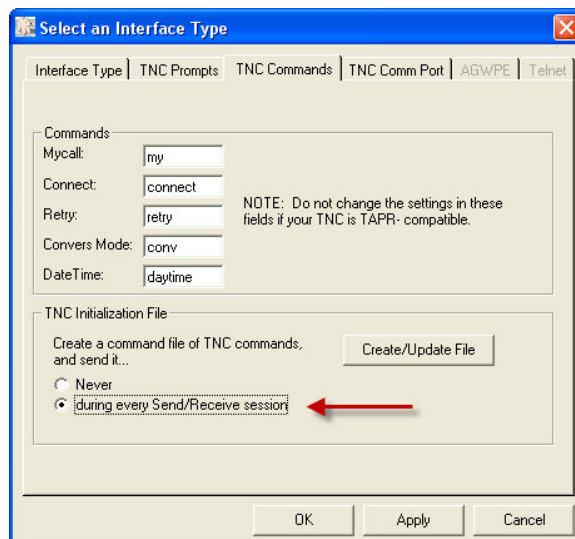 Select an Interface Type
Interface Type TNC Prompts TNC Commands TNC Comm Port AGWPE Telnet
Commands
Mycall: my
Connect: connect
Retry: retry
Convers Mode: conv
DateTime: daytime
NOTE: Do not change the settings in these
fields if your TNC is TAPR- compatible.
TNC Initialization File
Create a command file of TNC commands,
and send it...
Create/Update File
Never
during every Send/Receive session
OK Apply Cancel